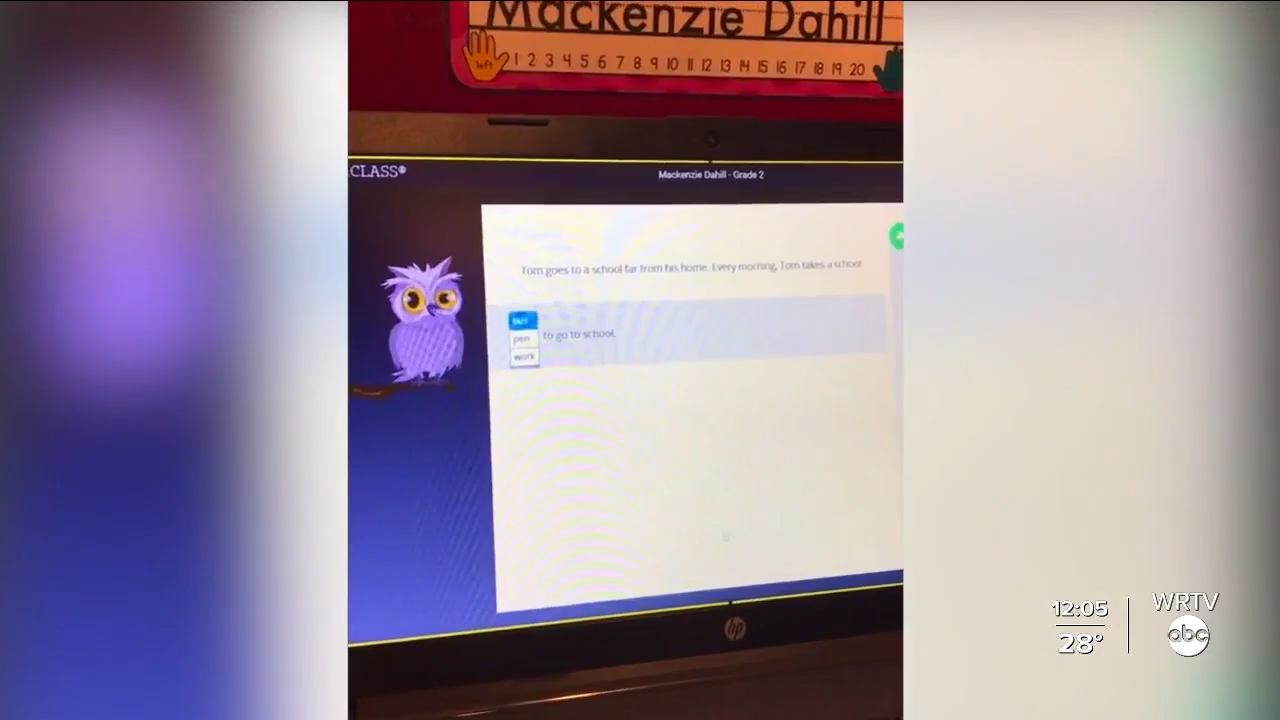 Mackenzie Dahill
left 1 2 3 4 5 6 7 8 9 10 11 12 13 14 15 16 17 18 19 20
CLASS®
Mackenzie Dahill - Grade 2
Tom goes to a school far from his home. Every morning, Tom takes a school
bus
pen
to go to school.
work
12:05
28°
WRTV
abc
hp